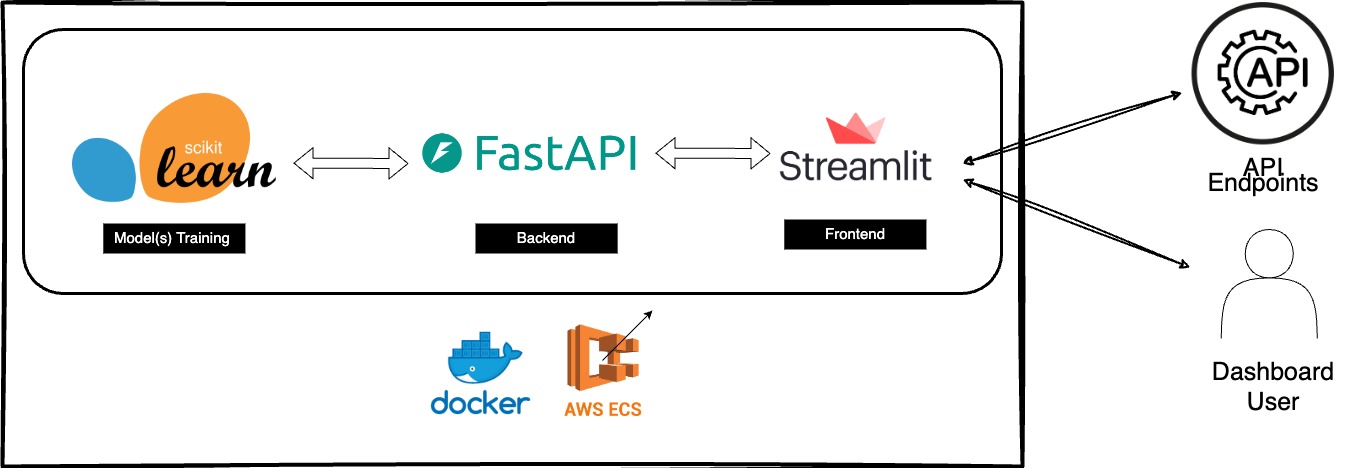 scikit
learn
FastAPI
Streamlit
Model(s) Training
Backend
Frontend
docker
AWS ECS
API
API
Endpoints
Dashboard
User